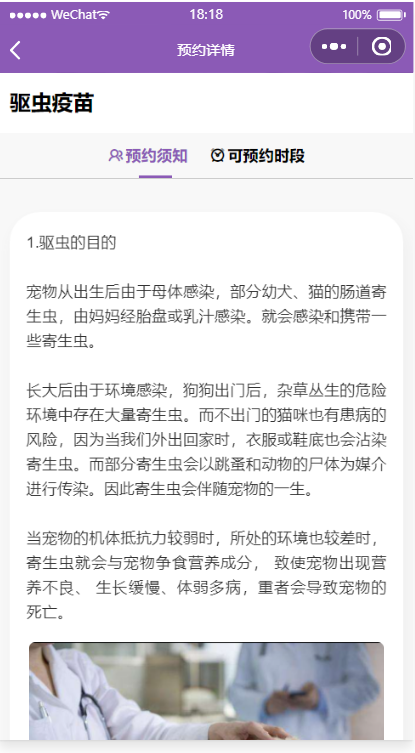 WeChat 18:18 100%
预约详情
驱虫疫苗
预约须知 可预约时段
1.驱虫的目的
宠物从出生后由于母体感染，部分幼犬、猫的肠道寄
生虫，由妈妈经胎盘或乳汁感染。就会感染和携带一
些寄生虫。
长大后由于环境感染，狗狗出门后，杂草丛生的危险
环境中存在大量寄生虫。而不出门的猫咪也有患病的
风险，因为当我们外出回家时，衣服或鞋底也会沾染
寄生虫。而部分寄生虫会以跳蚤和动物的尸体为媒介
进行传染。因此寄生虫会伴随宠物的一生。
当宠物的机体抵抗力较弱时，所处的环境也较差时，
寄生虫就会与宠物争食营养成分， 致使宠物出现营
养不良、 生长缓慢、体弱多病，重者会导致宠物的
死亡。